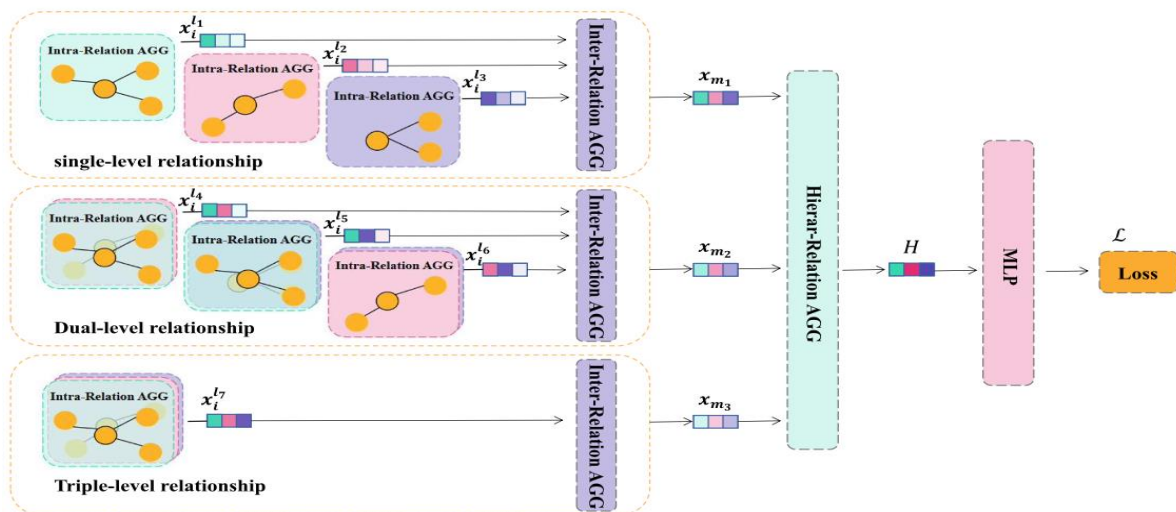 x_i^{l_1}
Intra-Relation AGG
x_i^{l_2}
Intra-Relation AGG
x_i^{l_3}
Intra-Relation AGG
single-level relationship
Inter-Relation AGG
x_{m_1}
x_i^{l_4}
Intra-Relation AGG
x_i^{l_5}
Intra-Relation AGG
x_i^{l_6}
Intra-Relation AGG
Dual-level relationship
Inter-Relation AGG
x_{m_2}
Intra-Relation AGG
x_i^{l_7}
Triple-level relationship
Inter-Relation AGG
x_{m_3}
Hierar-Relation AGG
H
MLP
ℒ
Loss